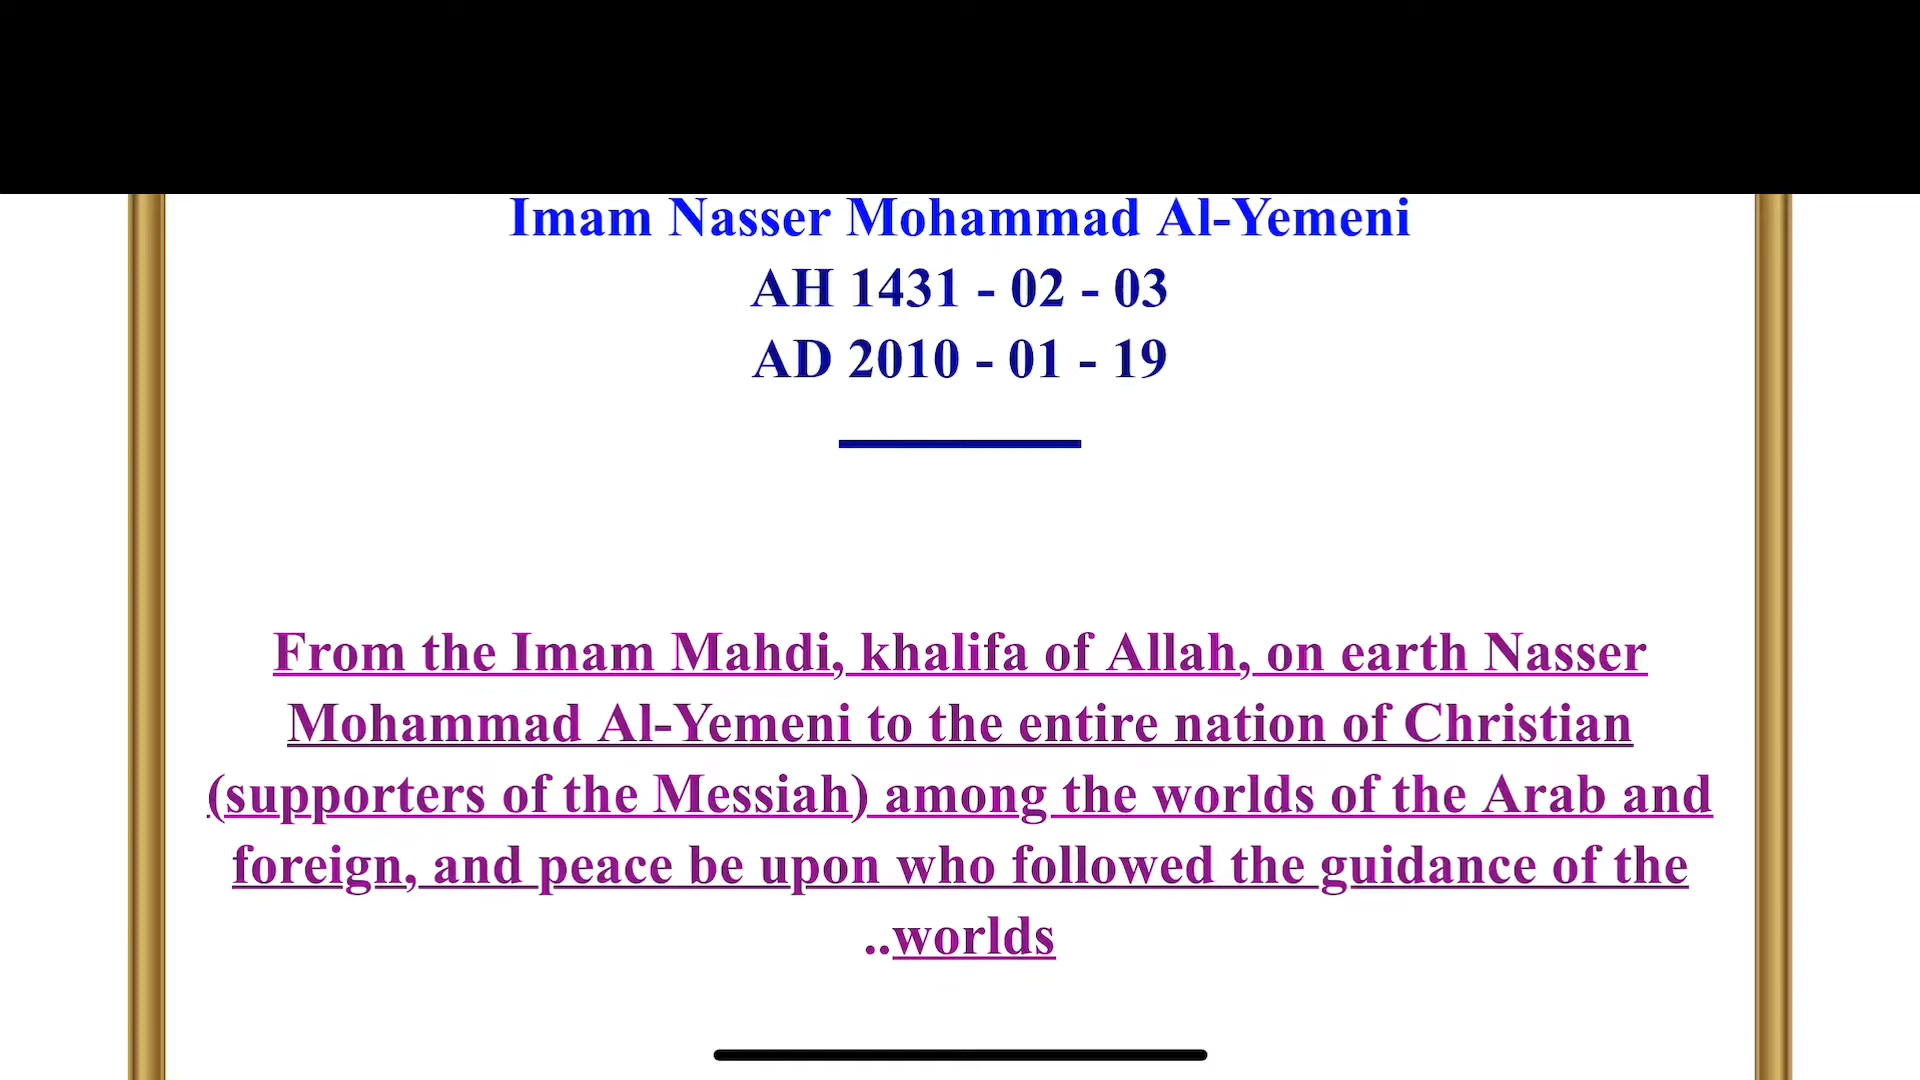 Imam Nasser Mohammad Al-Yemeni
AH 1431 - 02 - 03
AD 2010 - 01 - 19
From the Imam Mahdi, khalifa of Allah, on earth Nasser
Mohammad Al-Yemeni to the entire nation of Christian
(supporters of the Messiah) among the worlds of the Arab and
foreign, and peace be upon who followed the guidance of the
..worlds